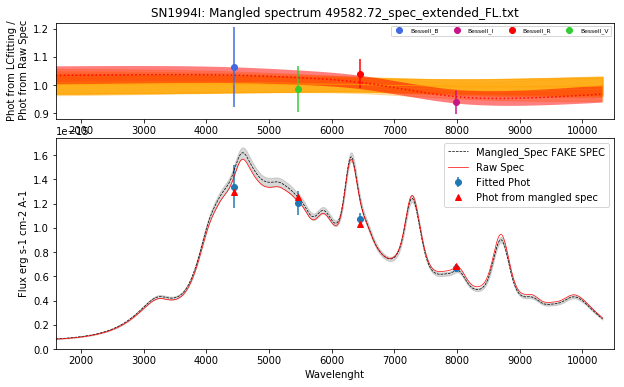 SN1994I: Mangled spectrum 49582.72_spec_extended_FL.txt
Phot from LCfitting /
Phot from Raw Spec
1.2
1.1
1.0
0.9
Bessell_B
Bessell_I
Bessell_R
Bessell_V
2000 3000 4000 5000 6000 7000 8000 9000 10000
Flux erg s-1 cm-2 A-1
1.6
1.4
1.2
1.0
0.8
0.6
0.4
0.2
0.0
Mangled_Spec FAKE SPEC
Raw Spec
Fitted Phot
Phot from mangled spec
2000 3000 4000 5000 6000 7000 8000 9000 10000
Wavelenght